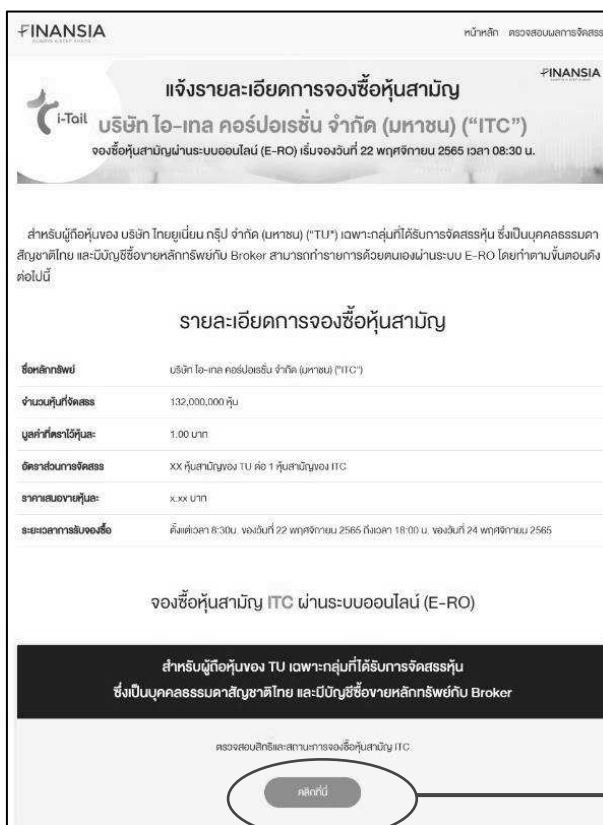 FINANSIA
หน้าหลัก ตรวจสอบผลการจัดสรร
แจ้งรายละเอียดการจองซื้อหุ้นสามัญ
FINANSIA
i-Tail
บริษัท ไอ-เทล คอร์ปอเรชั่น จำกัด (มหาชน) (“ITC”)
จองซื้อหุ้นสามัญผ่านระบบออนไลน์ (E-RO) เริ่มจองวันที่ 22 พฤศจิกายน 2565 เวลา 08:30 น.
สำหรับผู้ถือหุ้นของ บริษัท ไทยยูเนี่ยน กรุ๊ป จำกัด (มหาชน) ("TU") เฉพาะกลุ่มที่ได้รับการจัดสรรหุ้น ซึ่งเป็นบุคคลธรรมดา
สัญชาติไทย และมีบัญชีซื้อขายหลักทรัพย์กับ Broker สามารถทำรายการด้วยตนเองผ่านระบบ E-RO โดยทำตามขั้นตอนดัง
ต่อไปนี้
รายละเอียดการจองซื้อหุ้นสามัญ
ชื่อหลักทรัพย์ บริษัท ไอ-เทล คอร์ปอเรชั่น จำกัด (มหาชน) ("ITC")
จำนวนหุ้นที่จัดสรร 132,000,000 หุ้น
มูลค่าที่ตราไว้หุ้นละ 1.00 บาท
อัตราส่วนการจัดสรร XX หุ้นสามัญของ TU ต่อ 1 หุ้นสามัญของ ITC
ราคาเสนอขายหุ้นละ x.xx บาท
ระยะเวลาการรับจองซื้อ ตั้งแต่เวลา 8:30น. ของวันที่ 22 พฤศจิกายน 2565 ถึงเวลา 18:00 น. ของวันที่ 24 พฤศจิกายน 2565
จองซื้อหุ้นสามัญ ITC ผ่านระบบออนไลน์ (E-RO)
สำหรับผู้ถือหุ้นของ TU เฉพาะกลุ่มที่ได้รับการจัดสรรหุ้น
ซึ่งเป็นบุคคลธรรมดาสัญชาติไทย และมีบัญชีซื้อขายหลักทรัพย์กับ Broker
ตรวจสอบสิทธิและสถานะการจองซื้อหุ้นสามัญ ITC
คลิกที่นี่